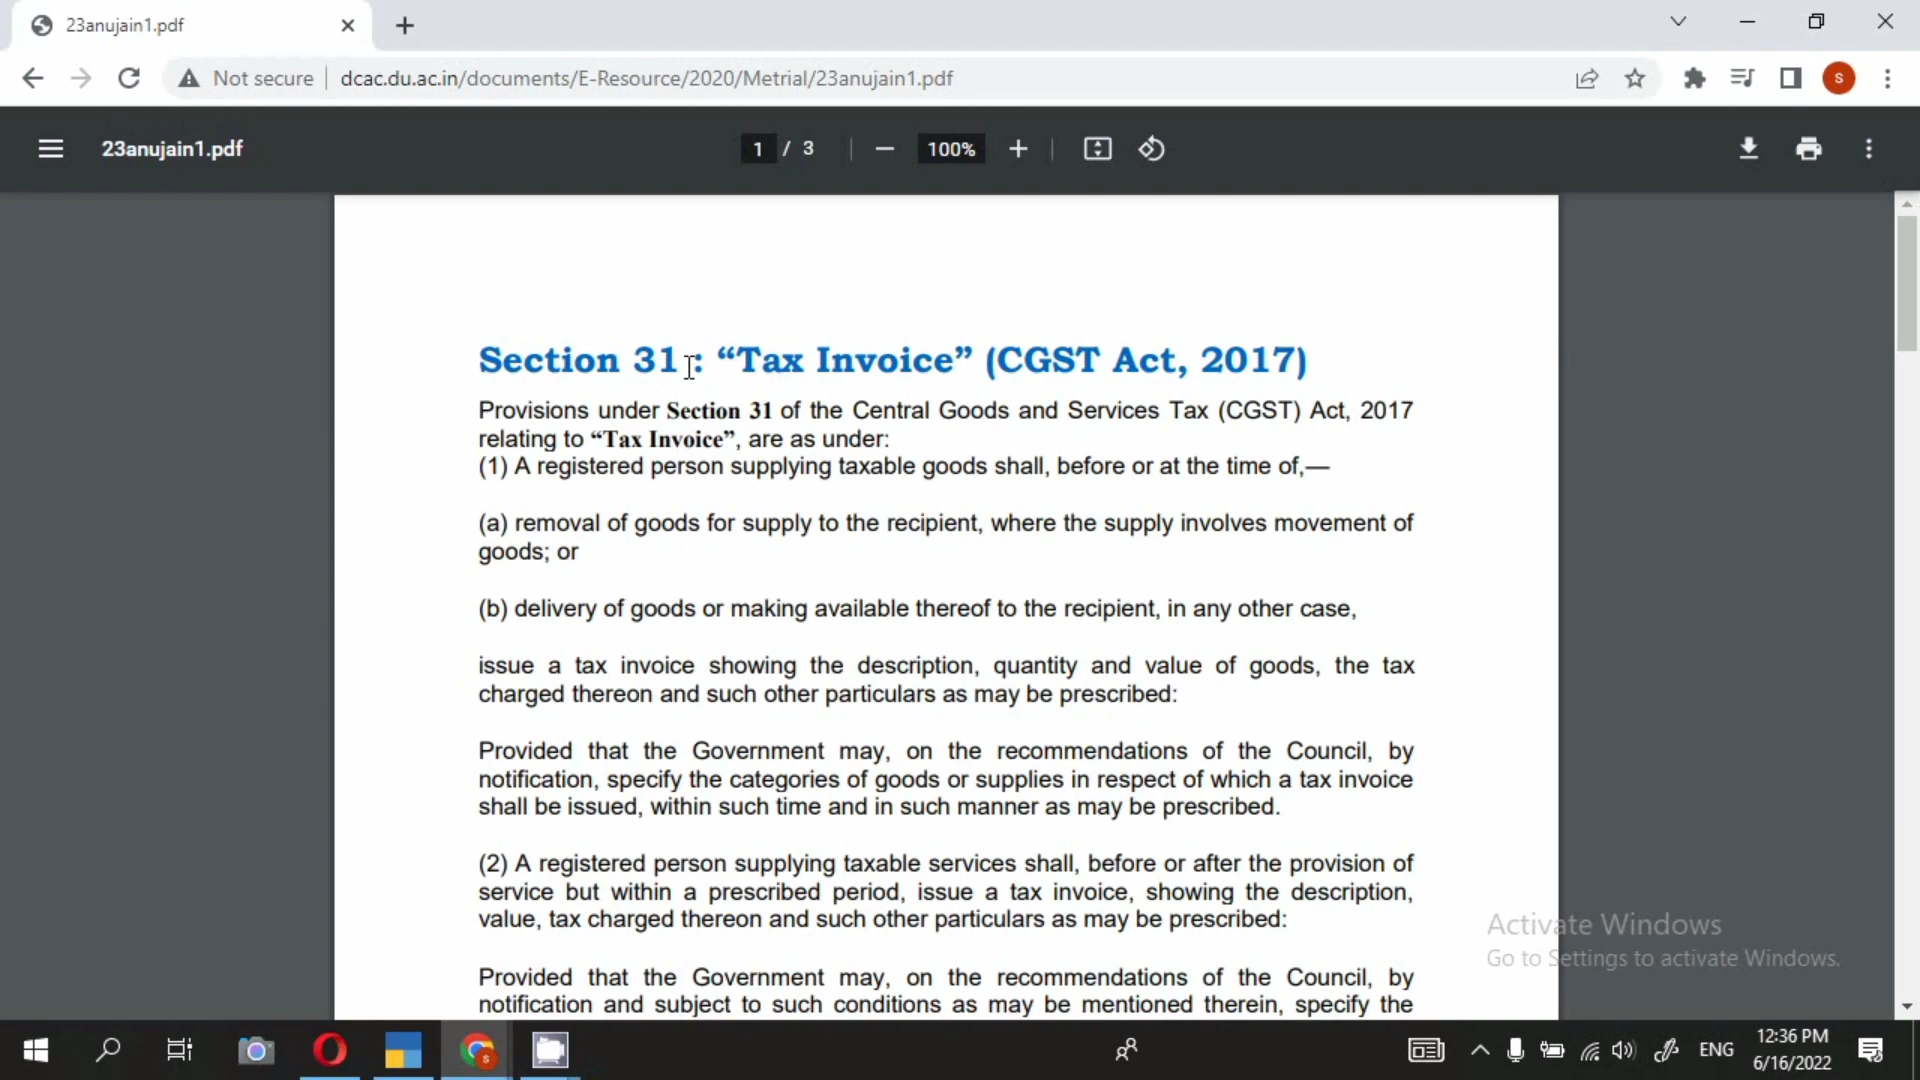 23anujain1.pdf
Not secure
dcac.du.ac.in/documents/E-Resource/2020/Metrial/23anujain1.pdf
s
23anujain1.pdf
1 / 3
100%
Section 31 : “Tax Invoice” (CGST Act, 2017)
Provisions under Section 31 of the Central Goods and Services Tax (CGST) Act, 2017
relating to “Tax Invoice”, are as under:
(1) A registered person supplying taxable goods shall, before or at the time of,—
(a) removal of goods for supply to the recipient, where the supply involves movement of
goods; or
(b) delivery of goods or making available thereof to the recipient, in any other case,
issue a tax invoice showing the description, quantity and value of goods, the tax
charged thereon and such other particulars as may be prescribed:
Provided that the Government may, on the recommendations of the Council, by
notification, specify the categories of goods or supplies in respect of which a tax invoice
shall be issued, within such time and in such manner as may be prescribed.
(2) A registered person supplying taxable services shall, before or after the provision of
service but within a prescribed period, issue a tax invoice, showing the description,
value, tax charged thereon and such other particulars as may be prescribed:
Provided that the Government may, on the recommendations of the Council, by
notification and subject to such conditions as may be mentioned therein, specify the
Activate Windows
Go to Settings to activate Windows.
s
ENG
12:36 PM
6/16/2022